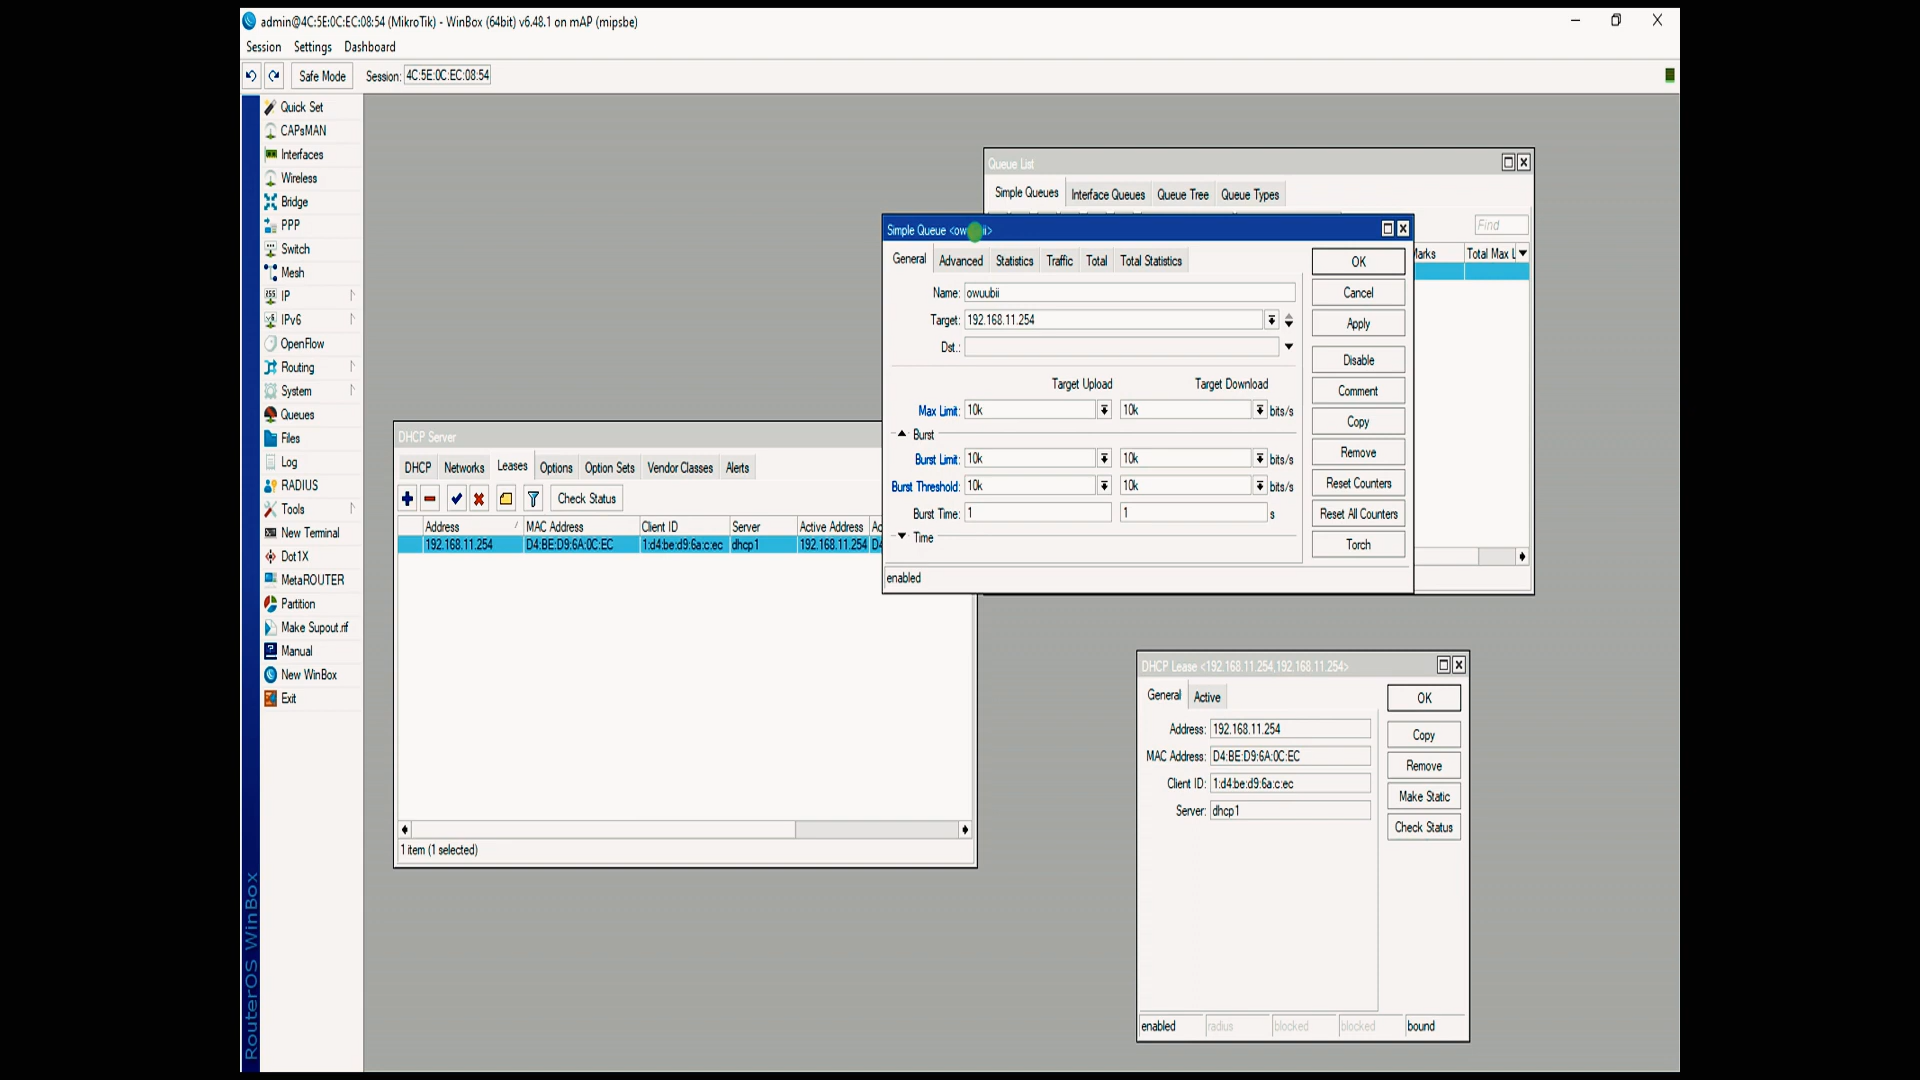 admin@4C:5E:0C:EC:08:54 (MikroTik) - WinBox (64bit) v6.48.1 on mAP (mipsbe)
Session Settings Dashboard
Safe Mode Session: 4C:5E:0C:EC:08:54
Quick Set
CAPsMAN
Interfaces
Wireless
Bridge
PPP
Switch
Mesh
IP
IPv6
OpenFlow
Routing
System
Queues
Files
Log
RADIUS
Tools
New Terminal
Dot1X
MetaROUTER
Partition
Make Supout.rif
Manual
New WinBox
Exit
RouterOS WinBox
Queue List
Simple Queues Interface Queues Queue Tree Queue Types
Find
Marks Total Max L
Simple Queue
General Advanced Statistics Traffic Total Total Statistics
Name: owuubii
Target: 192.168.11.254
Dst.:
Target Upload Target Download
Max Limit: 10k 10k bits/s
Burst
Burst Limit: 10k 10k bits/s
Burst Threshold: 10k 10k bits/s
Burst Time: 1 1 s
Time
enabled
OK
Cancel
Apply
Disable
Comment
Copy
Remove
Reset Counters
Reset All Counters
Torch
DHCP Server
DHCP Networks Leases Options Option Sets Vendor Classes Alerts
Check Status
Address MAC Address Client ID Server Active Address Ac
192.168.11.254 D4:BE:D9:6A:0C:EC 1:d4:be:d9:6a:c:ec dhcp1 192.168.11.254 D4
1 item (1 selected)
DHCP Lease <192.168.11.254, 192.168.11.254>
General Active
Address: 192.168.11.254
MAC Address: D4:BE:D9:6A:0C:EC
Client ID: 1:d4:be:d9:6a:c:ec
Server: dhcp1
OK
Copy
Remove
Make Static
Check Status
enabled radius blocked blocked bound